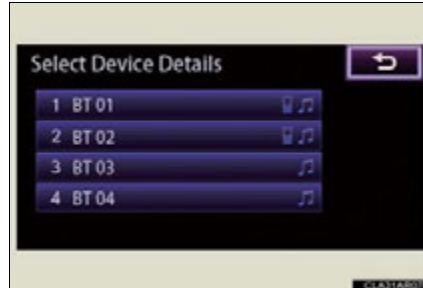 Select Device Details
1 BT 01
2 BT 02
3 BT 03
4 BT 04